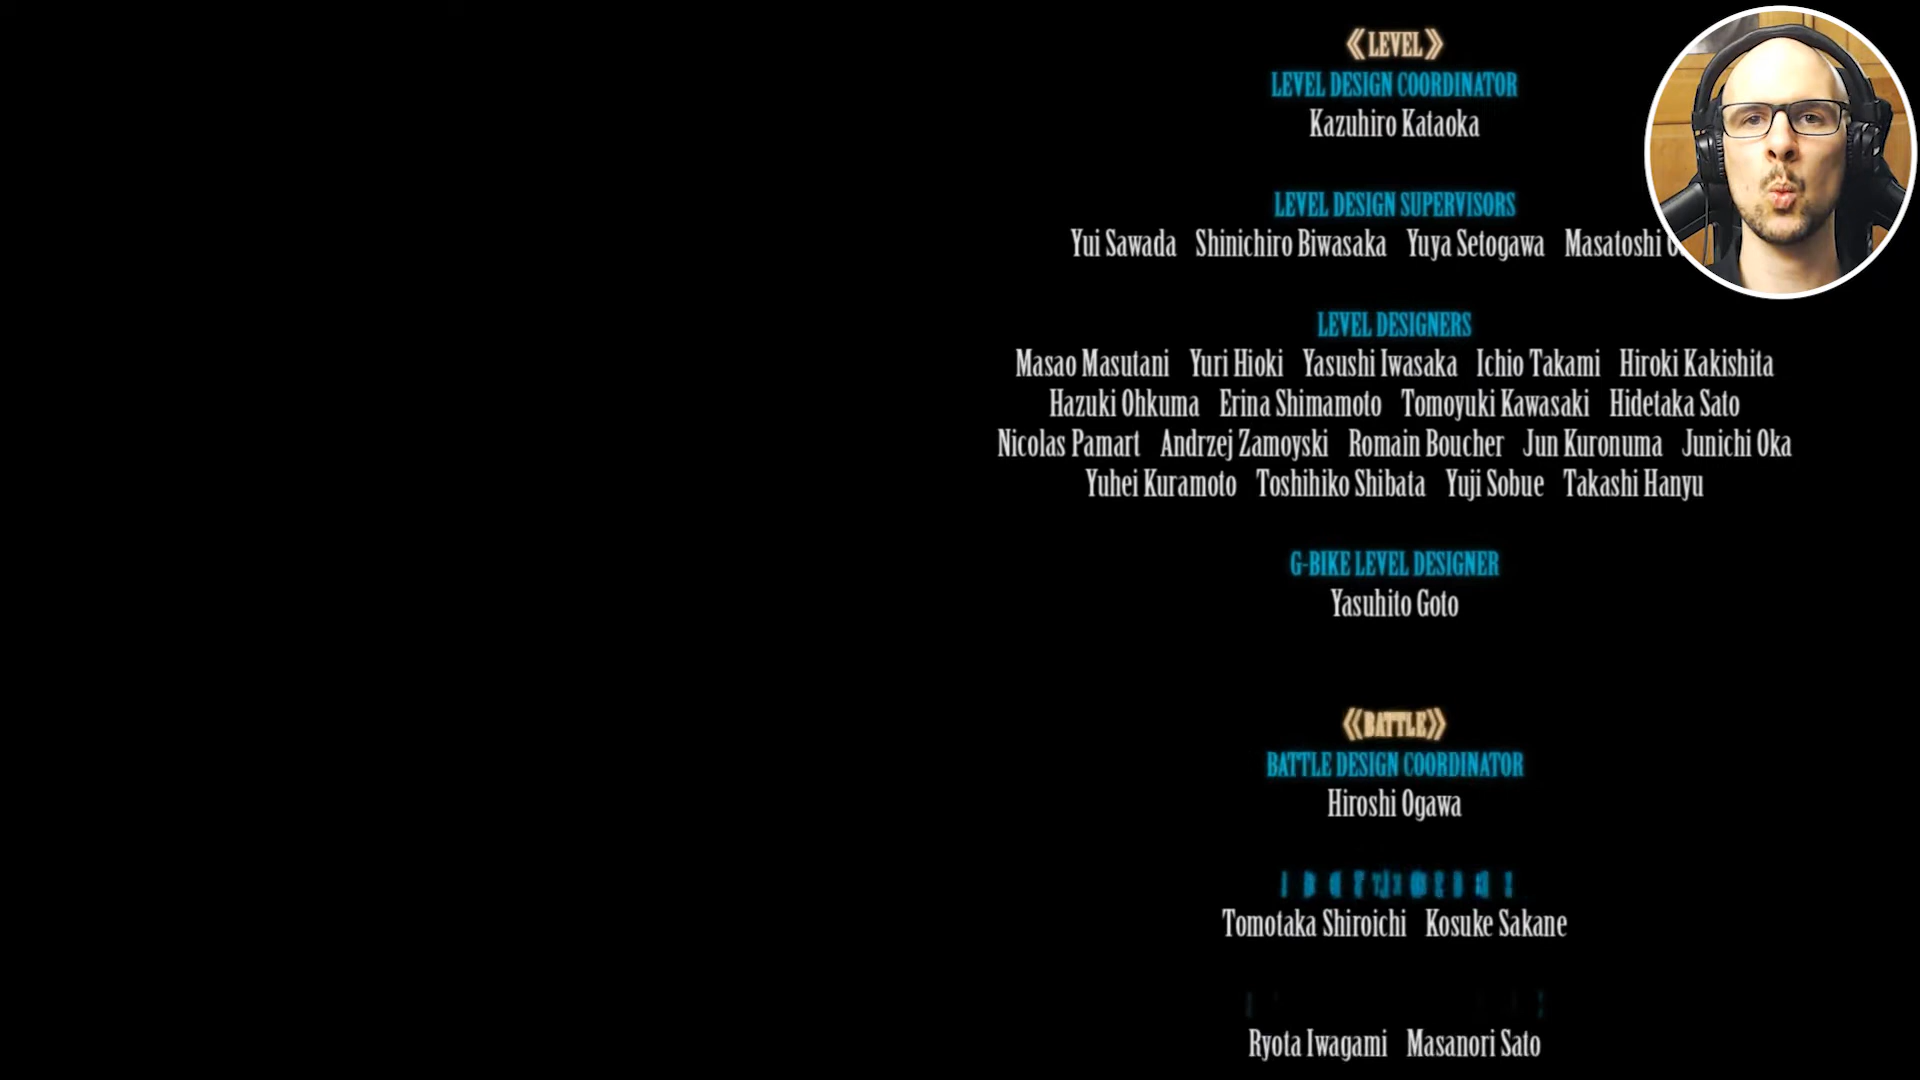 《LEVEL》
LEVEL DESIGN COORDINATOR
Kazuhiro Kataoka
LEVEL DESIGN SUPERVISORS
Yui Sawada Shinichiro Biwasaka Yuya Setogawa Masatoshi
LEVEL DESIGNERS
Masao Masutani Yuri Hioki Yasushi Iwasaka Ichio Takami Hiroki Kakishita
Hazuki Ohkuma Erina Shimamoto Tomoyuki Kawasaki Hidetaka Sato
Nicolas Pamart Andrzej Zamoyski Romain Boucher Jun Kuronuma Junichi Oka
Yuhei Kuramoto Toshihiko Shibata Yuji Sobue Takashi Hanyu
G-BIKE LEVEL DESIGNER
Yasuhito Goto
《BATTLE》
BATTLE DESIGN COORDINATOR
Hiroshi Ogawa
Tomotaka Shiroichi Kosuke Sakane
Ryota Iwagami Masanori Sato